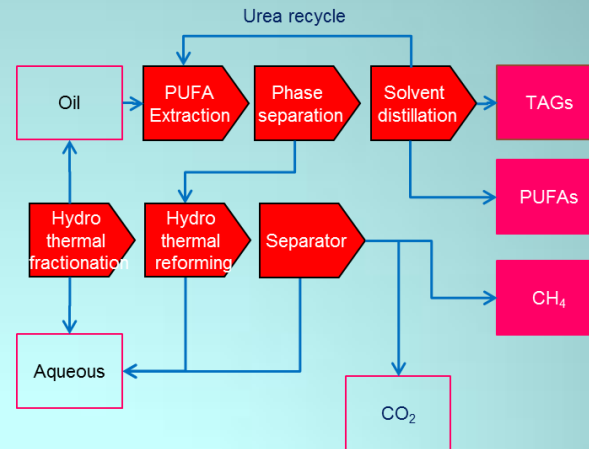 Urea recycle
Oil
PUFA
Extraction
Phase
separation
Solvent
distillation
TAGs
PUFAs
Hydro
thermal
fractionation
Hydro
thermal
reforming
Separator
CH₄
Aqueous
CO₂